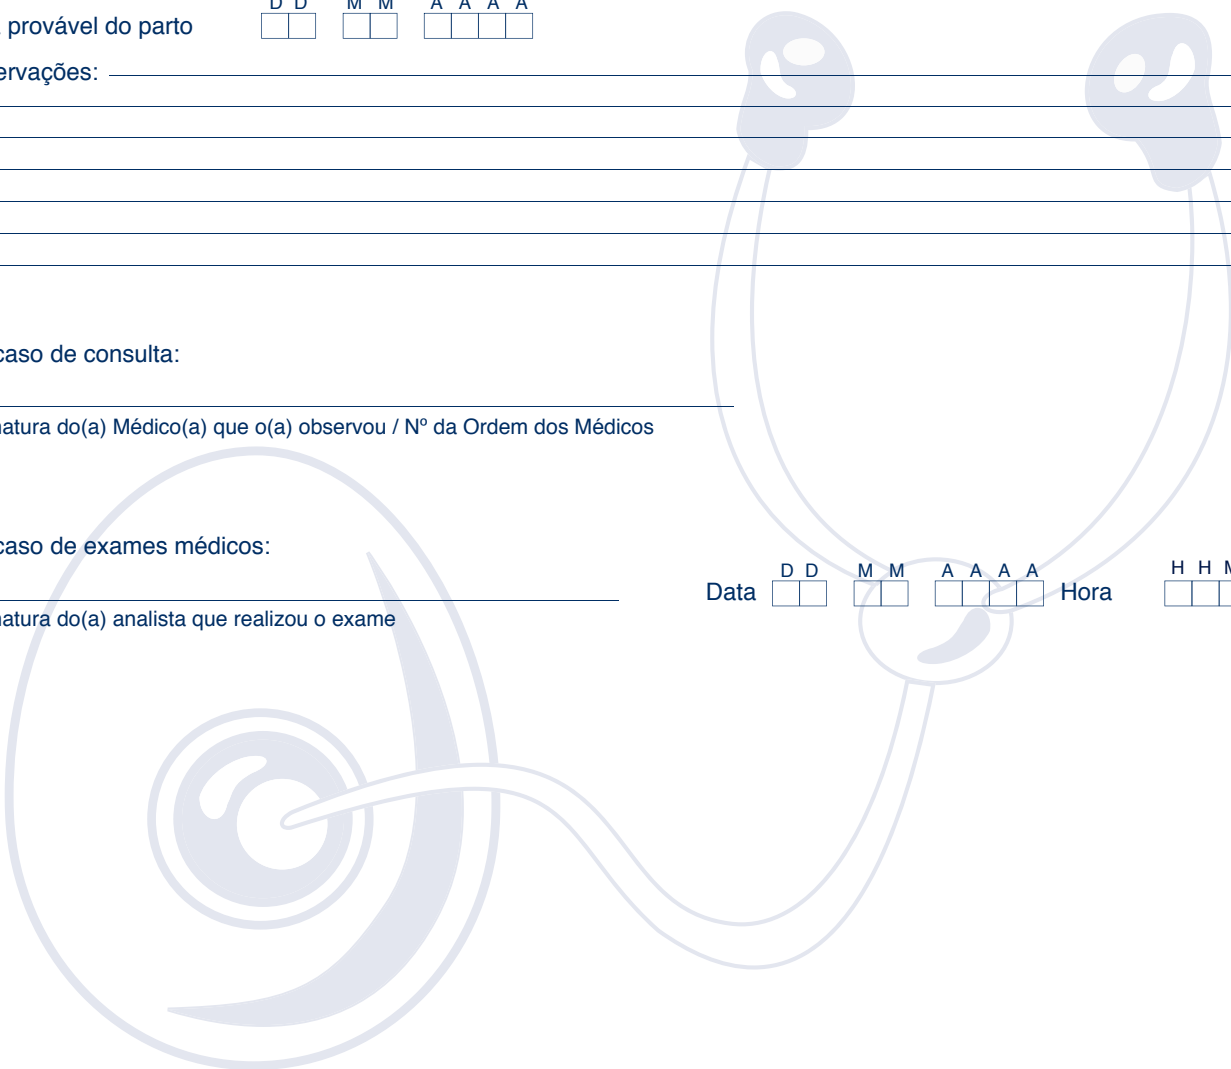 D D M M A A A A
provável do parto
ervações:
caso de consulta:
natura do(a) Médico(a) que o(a) observou / Nº da Ordem dos Médicos
caso de exames médicos:
D D M M A A A A H H M
Data Hora
natura do(a) analista que realizou o exame